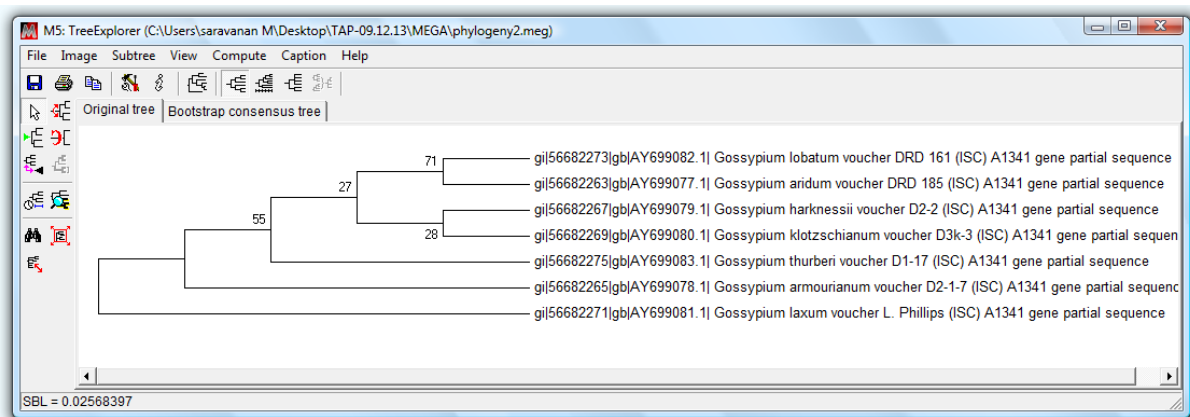 M5: TreeExplorer (C:\Users\saravanan M\Desktop\TAP-09.12.13\MEGA\phylogeny2.meg)
File Image Subtree View Compute Caption Help
Original tree Bootstrap consensus tree
71
27
55
28
gi|56682273|gb|AY699082.1| Gossypium lobatum voucher DRD 161 (ISC) A1341 gene partial sequence
gi|56682263|gb|AY699077.1| Gossypium aridum voucher DRD 185 (ISC) A1341 gene partial sequence
gi|56682267|gb|AY699079.1| Gossypium harknessii voucher D2-2 (ISC) A1341 gene partial sequence
gi|56682269|gb|AY699080.1| Gossypium klotzschianum voucher D3k-3 (ISC) A1341 gene partial sequen
gi|56682275|gb|AY699083.1| Gossypium thurberi voucher D1-17 (ISC) A1341 gene partial sequence
gi|56682265|gb|AY699078.1| Gossypium armourianum voucher D2-1-7 (ISC) A1341 gene partial sequenc
gi|56682271|gb|AY699081.1| Gossypium laxum voucher L. Phillips (ISC) A1341 gene partial sequence
SBL = 0.02568397